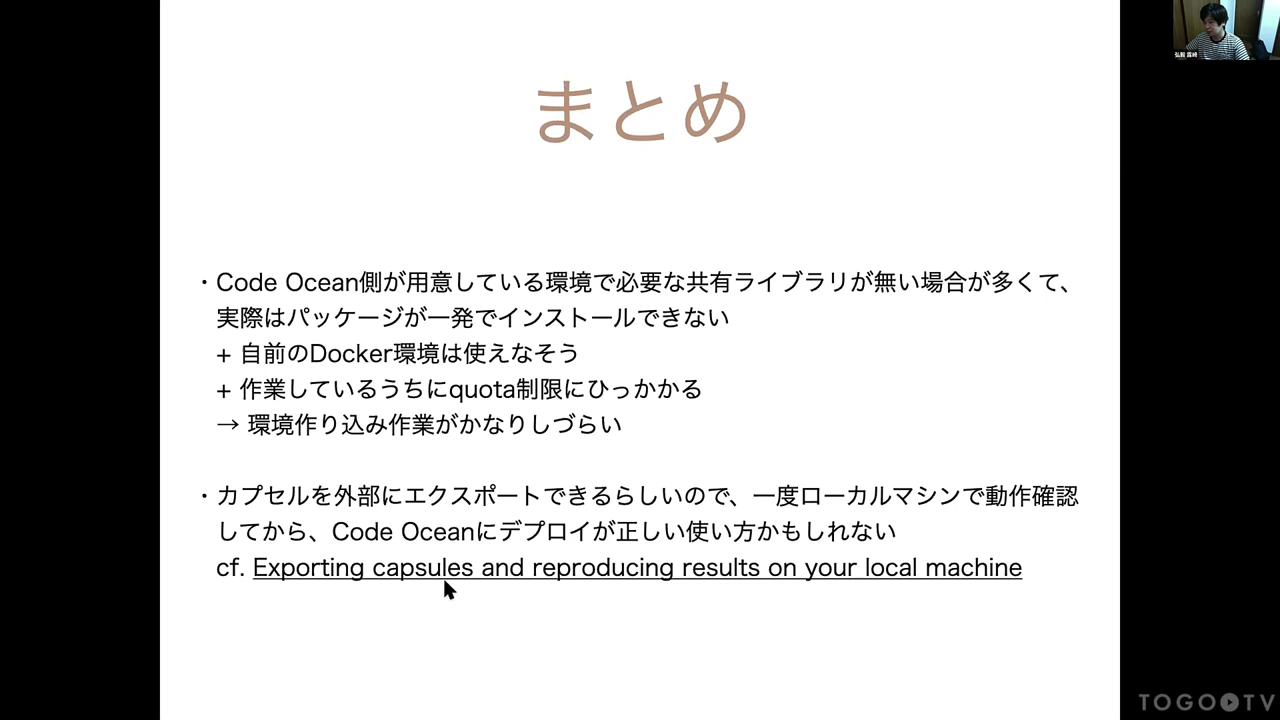 まとめ
・Code Ocean側が用意している環境で必要な共有ライブラリが無い場合が多くて、
実際はパッケージが一発でインストールできない
+ 自前のDocker環境は使えなそう
+ 作業しているうちにquota制限にひっかかる
→ 環境作り込み作業がかなりしづらい
・カプセルを外部にエクスポートできるらしいので、一度ローカルマシンで動作確認
してから、Code Oceanにデプロイが正しい使い方かもしれない
cf. Exporting capsules and reproducing results on your local machine
TOGOTV